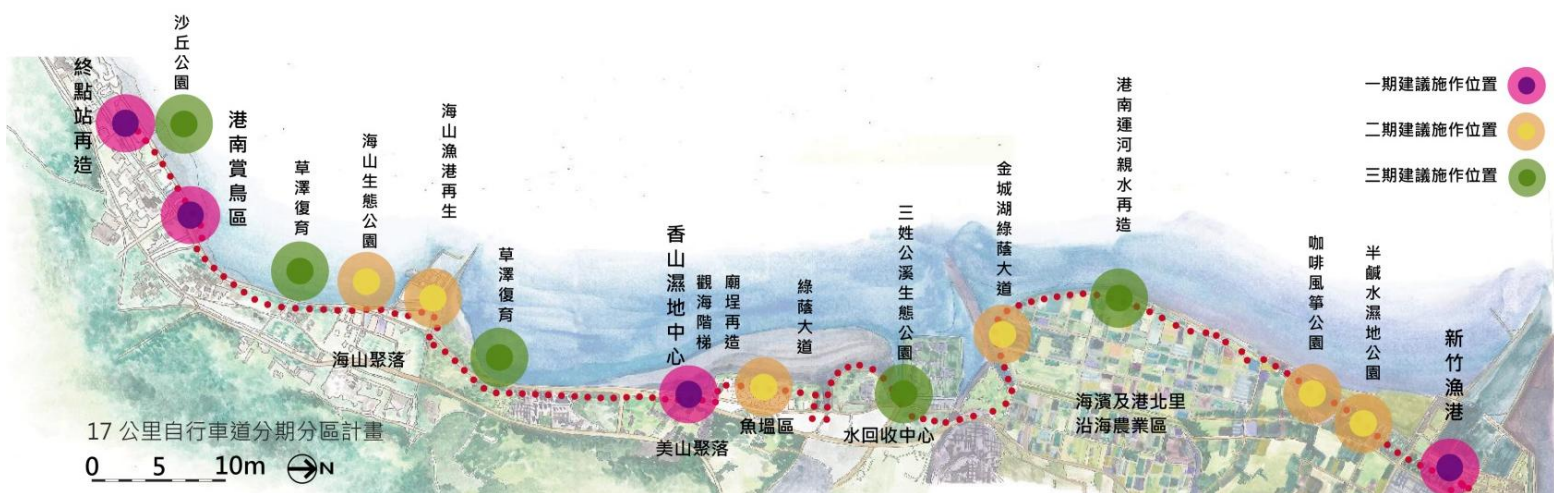 沙丘公園
終點站再造
港南賞鳥區
草澤復育
海山生態公園
海山漁港再生
草澤復育
香山濕地中心
觀海階梯
廟埕再造
綠蔭大道
三姓公溪生態公園
金城湖綠蔭大道
港南運河親水再造
咖啡風箏公園
半鹹水濕地公園
新竹漁港
一期建議施作位置
二期建議施作位置
三期建議施作位置
海山聚落
美山聚落
魚塭區
水回收中心
海濱及港北里
沿海農業區
17 公里自行車道分期分區計畫
0 5 10m N